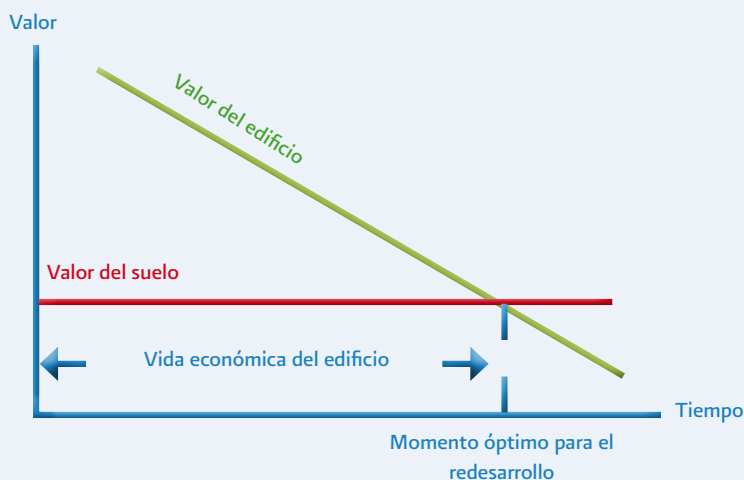 Valor
Valor del edificio
Valor del suelo
Vida económica del edificio
Tiempo
Momento óptimo para el
redesarrollo